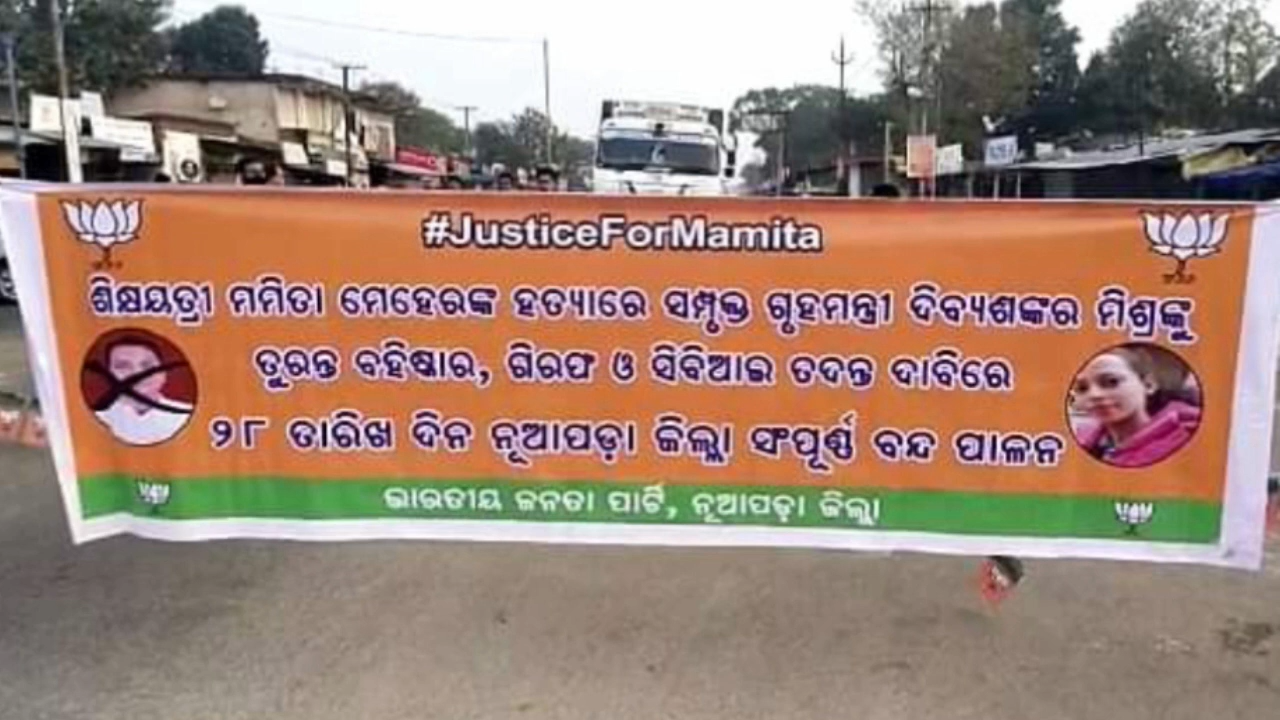 #JusticeForMamita
ଶିକ୍ଷୟତ୍ରୀ ମମିତା ମେହେରଙ୍କ ହତ୍ୟାରେ ସମ୍ପୃକ୍ତ ଗୃହମନ୍ତ୍ରୀ ଦିବ୍ୟଶଙ୍କର ମିଶ୍ରଙ୍କୁ
ତୁରନ୍ତ ବହିଷ୍କାର, ଗିରଫ ଓ ସିବିଆଇ ତଦନ୍ତ ଦାବିରେ
୨୮ ତାରିଖ ଦିନ ନୂଆପଡ଼ା ଜିଲ୍ଲା ସଂପୂର୍ଣ୍ଣ ବନ୍ଦ ପାଳନ
ଭାରତୀୟ ଜନତା ପାର୍ଟି, ନୂଆପଡ଼ା ଜିଲ୍ଲା